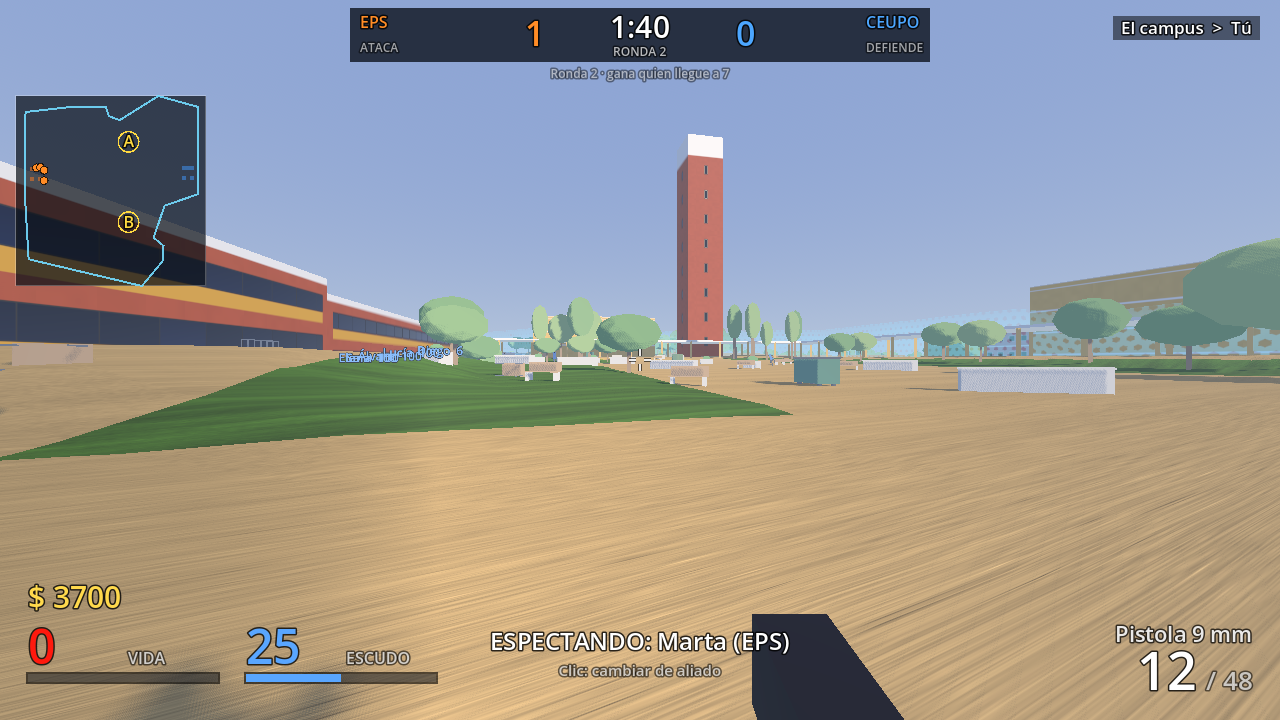 EPS
ATACA
1
1:40
RONDA 2
0
CEUPO
DEFIENDE
El campus > Tú
Ronda 2 · gana quien llegue a 7
A
B
$ 3700
0
VIDA
25
ESCUDO
ESPECTANDO: Marta (EPS)
Clic: cambiar de aliado
Pistola 9 mm
12 / 48